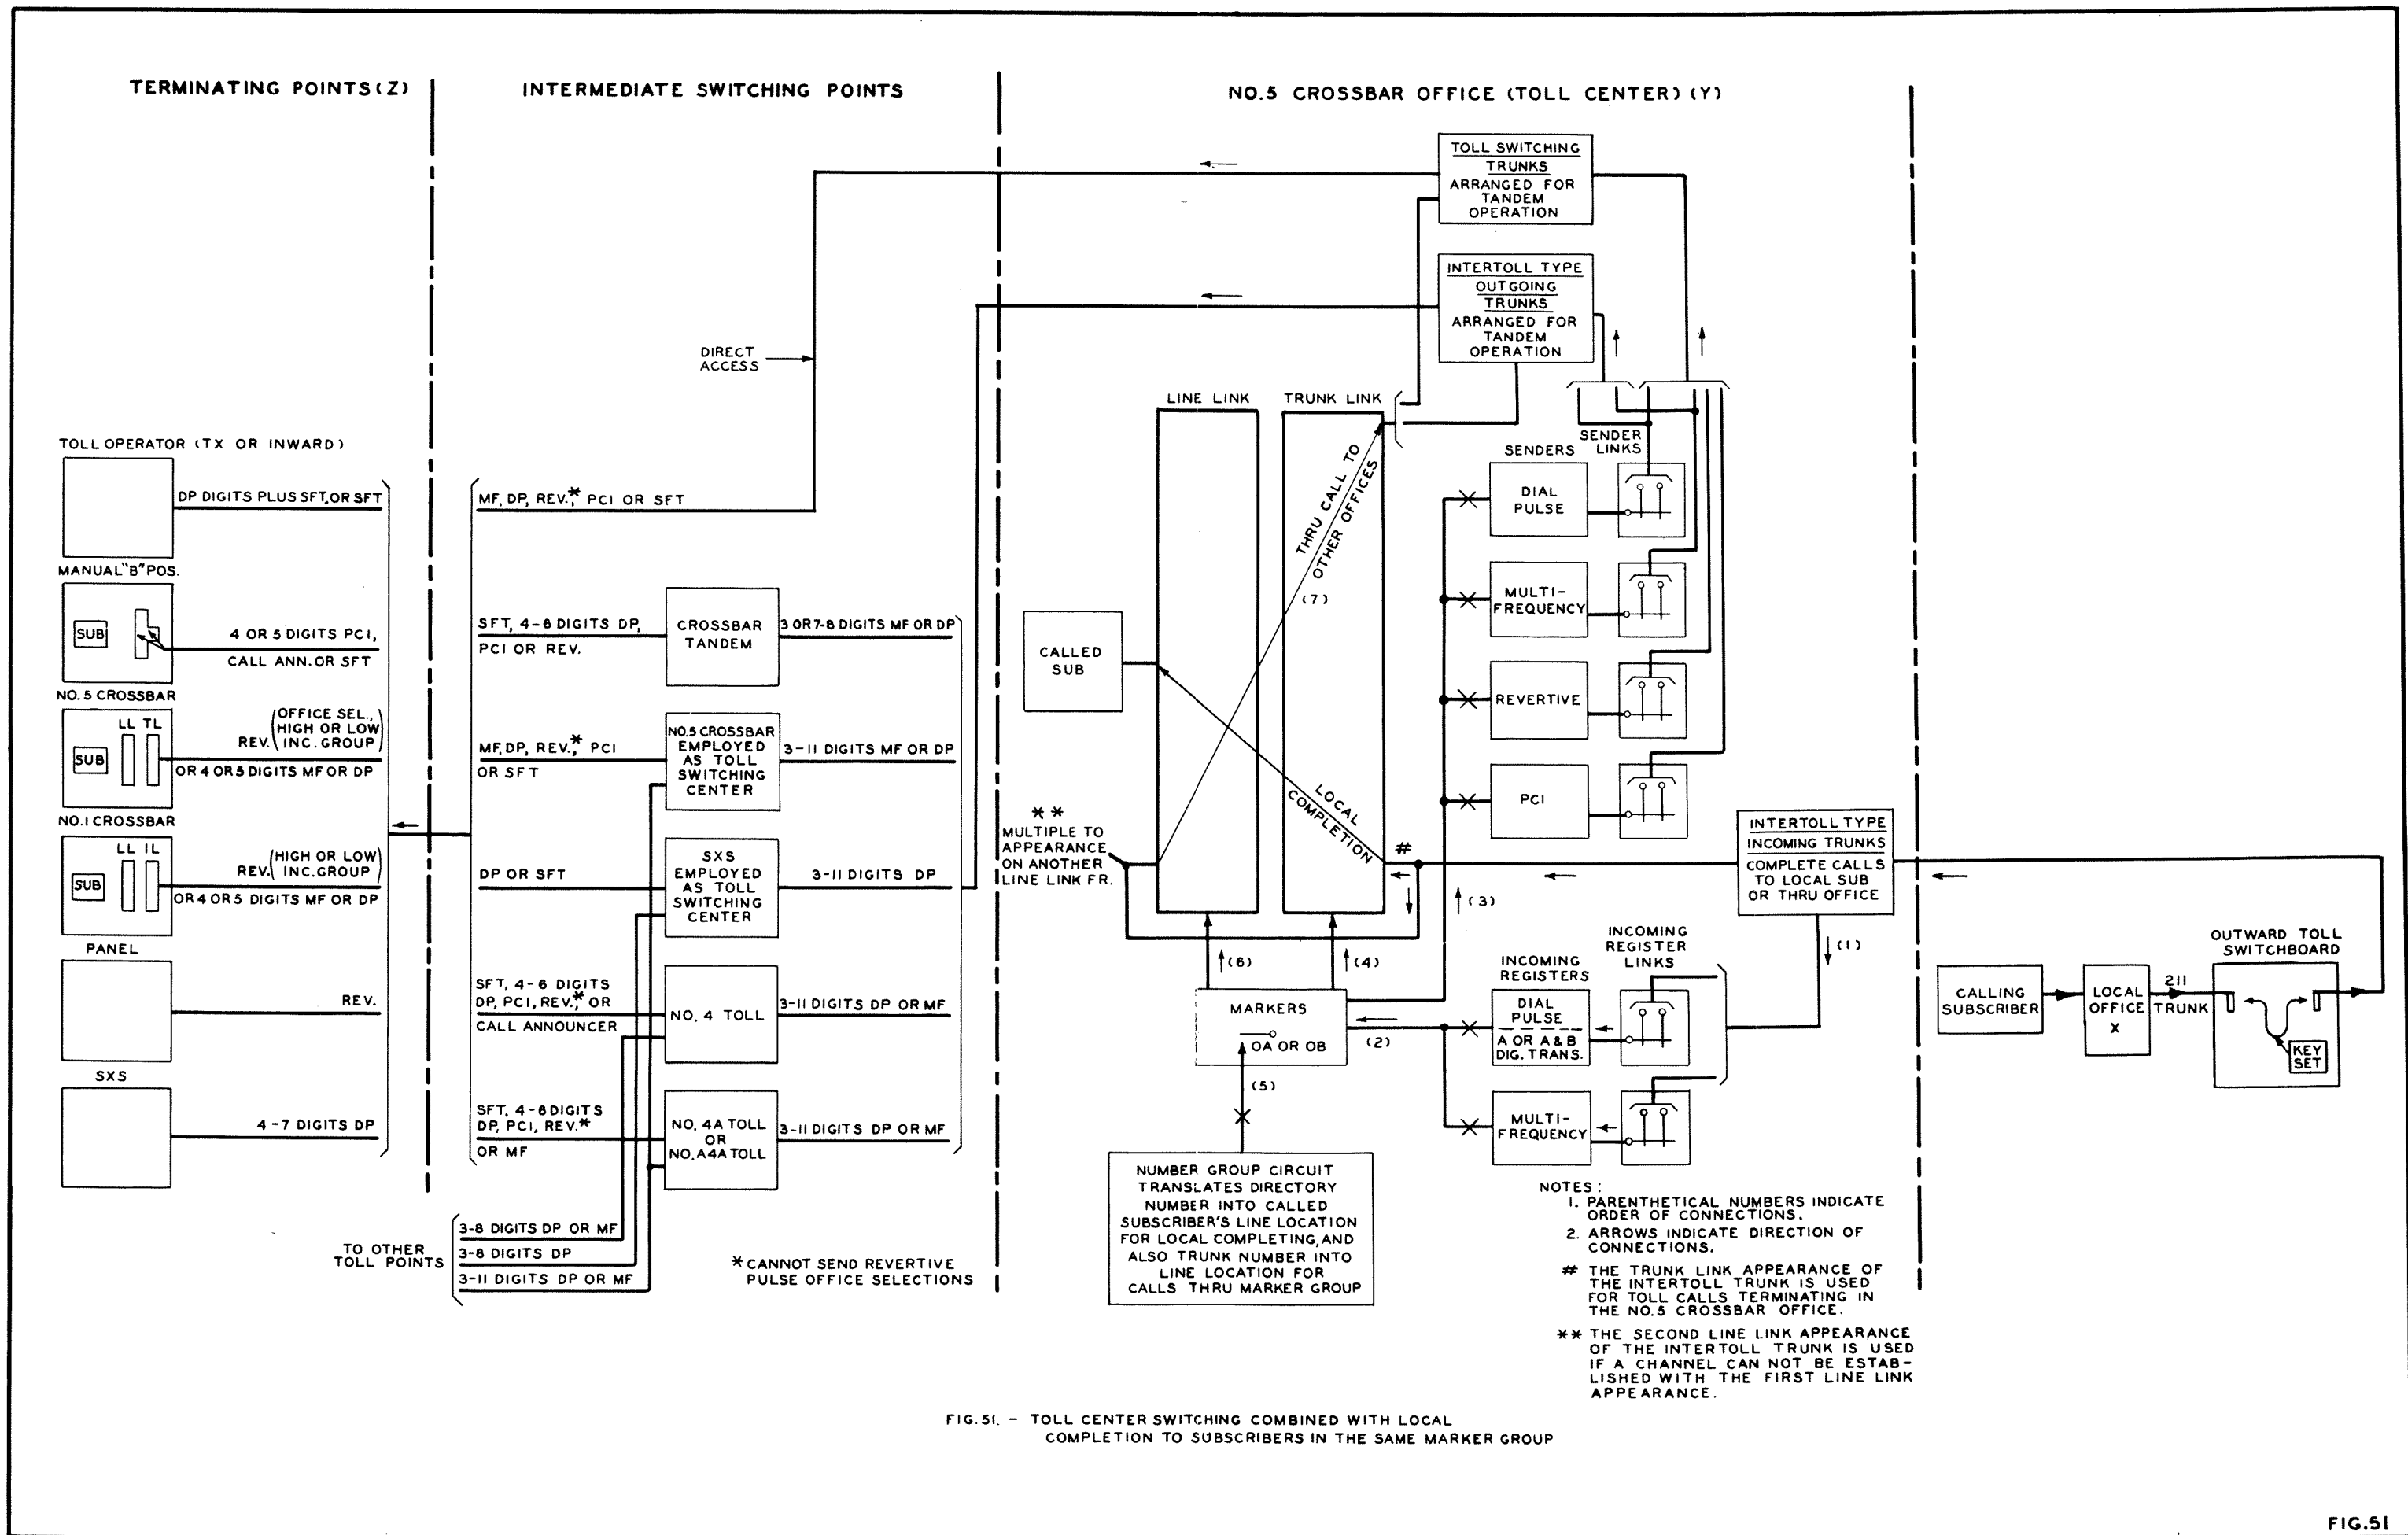 TERMINATING POINTS (Z)
INTERMEDIATE SWITCHING POINTS
NO.5 CROSSBAR OFFICE (TOLL CENTER) (Y)
TOLL OPERATOR (TX OR INWARD)
DP DIGITS PLUS SFT, OR SFT
MANUAL "B" POS.
SUB
4 OR 5 DIGITS PCI,
CALL ANN. OR SFT
NO. 5 CROSSBAR
LL TL
SUB
(OFFICE SEL.,
HIGH OR LOW
REV. INC. GROUP)
OR 4 OR 5 DIGITS MF OR DP
NO.1 CROSSBAR
LL IL
SUB
(HIGH OR LOW
REV. INC. GROUP)
OR 4 OR 5 DIGITS MF OR DP
PANEL
REV.
SXS
4-7 DIGITS DP
DIRECT
ACCESS
MF, DP, REV.* PCI OR SFT
SFT, 4-6 DIGITS DP,
PCI OR REV.
CROSSBAR
TANDEM
3 OR 7-8 DIGITS MF OR DP
MF, DP, REV.* PCI
OR SFT
NO.5 CROSSBAR
EMPLOYED
AS TOLL
SWITCHING
CENTER
3-11 DIGITS MF OR DP
DP OR SFT
SXS
EMPLOYED
AS TOLL
SWITCHING
CENTER
3-11 DIGITS DP
SFT, 4-6 DIGITS
DP, PCI, REV.* OR
CALL ANNOUNCER
NO. 4 TOLL
3-11 DIGITS DP OR MF
SFT, 4-6 DIGITS
DP, PCI, REV.*
OR MF
NO. 4A TOLL
OR
NO. A4A TOLL
3-11 DIGITS DP OR MF
TO OTHER
TOLL POINTS
3-8 DIGITS DP OR MF
3-8 DIGITS DP
3-11 DIGITS DP OR MF
* CANNOT SEND REVERTIVE
PULSE OFFICE SELECTIONS
TOLL SWITCHING
TRUNKS
ARRANGED FOR
TANDEM
OPERATION
INTERTOLL TYPE
OUTGOING
TRUNKS
ARRANGED FOR
TANDEM
OPERATION
LINE LINK
TRUNK LINK
THRU CALL TO
OTHER OFFICES
(7)
LOCAL
COMPLETION
CALLED
SUB
**
MULTIPLE TO
APPEARANCE
ON ANOTHER
LINE LINK FR.
#
SENDERS
SENDER
LINKS
DIAL
PULSE
MULTI-
FREQUENCY
REVERTIVE
PCI
(3)
(6)
(4)
MARKERS
OA OR OB
(2)
(5)
NUMBER GROUP CIRCUIT
TRANSLATES DIRECTORY
NUMBER INTO CALLED
SUBSCRIBER'S LINE LOCATION
FOR LOCAL COMPLETING, AND
ALSO TRUNK NUMBER INTO
LINE LOCATION FOR
CALLS THRU MARKER GROUP
INCOMING
REGISTERS
INCOMING
REGISTER
LINKS
DIAL
PULSE
A OR A & B
DIG. TRANS.
MULTI-
FREQUENCY
INTERTOLL TYPE
INCOMING TRUNKS
COMPLETE CALLS
TO LOCAL SUB
OR THRU OFFICE
(1)
CALLING
SUBSCRIBER
LOCAL
OFFICE
X
211
TRUNK
OUTWARD TOLL
SWITCHBOARD
KEY
SET
NOTES:
1. PARENTHETICAL NUMBERS INDICATE
ORDER OF CONNECTIONS.
2. ARROWS INDICATE DIRECTION OF
CONNECTIONS.
# THE TRUNK LINK APPEARANCE OF
THE INTERTOLL TRUNK IS USED
FOR TOLL CALLS TERMINATING IN
THE NO.5 CROSSBAR OFFICE.
** THE SECOND LINE LINK APPEARANCE
OF THE INTERTOLL TRUNK IS USED
IF A CHANNEL CAN NOT BE ESTAB-
LISHED WITH THE FIRST LINE LINK
APPEARANCE.
FIG. 51. - TOLL CENTER SWITCHING COMBINED WITH LOCAL
COMPLETION TO SUBSCRIBERS IN THE SAME MARKER GROUP
FIG.51